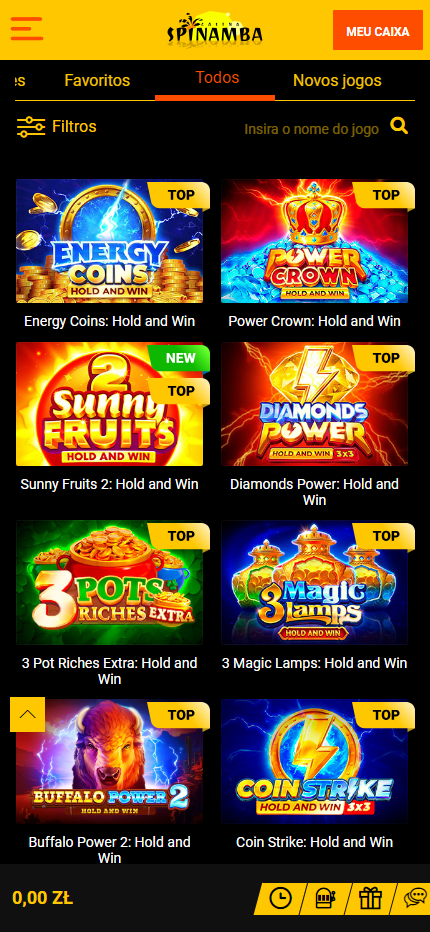 CASINO
SPINAMBA
MEU CAIXA
es
Favoritos
Todos
Novos jogos
Filtros
Insira o nome do jogo
TOP
ENERGY
COINS
HOLD AND WIN
Energy Coins: Hold and Win
TOP
POWER
CROWN
HOLD AND WIN
Power Crown: Hold and Win
NEW
TOP
2
Sunny
FRUITS
HOLD AND WIN
Sunny Fruits 2: Hold and Win
TOP
DIAMONDS
POWER
HOLD AND WIN 3X3
Diamonds Power: Hold and
Win
TOP
3 POTS
RICHES EXTRA
3 Pot Riches Extra: Hold and
Win
TOP
3 Magic
Lamps
HOLD AND WIN
3 Magic Lamps: Hold and Win
TOP
BUFFALO POWER 2
HOLD AND WIN
Buffalo Power 2: Hold and
Win
TOP
COIN STRIKE
HOLD AND WIN 3X3
Coin Strike: Hold and Win
0,00 ZŁ